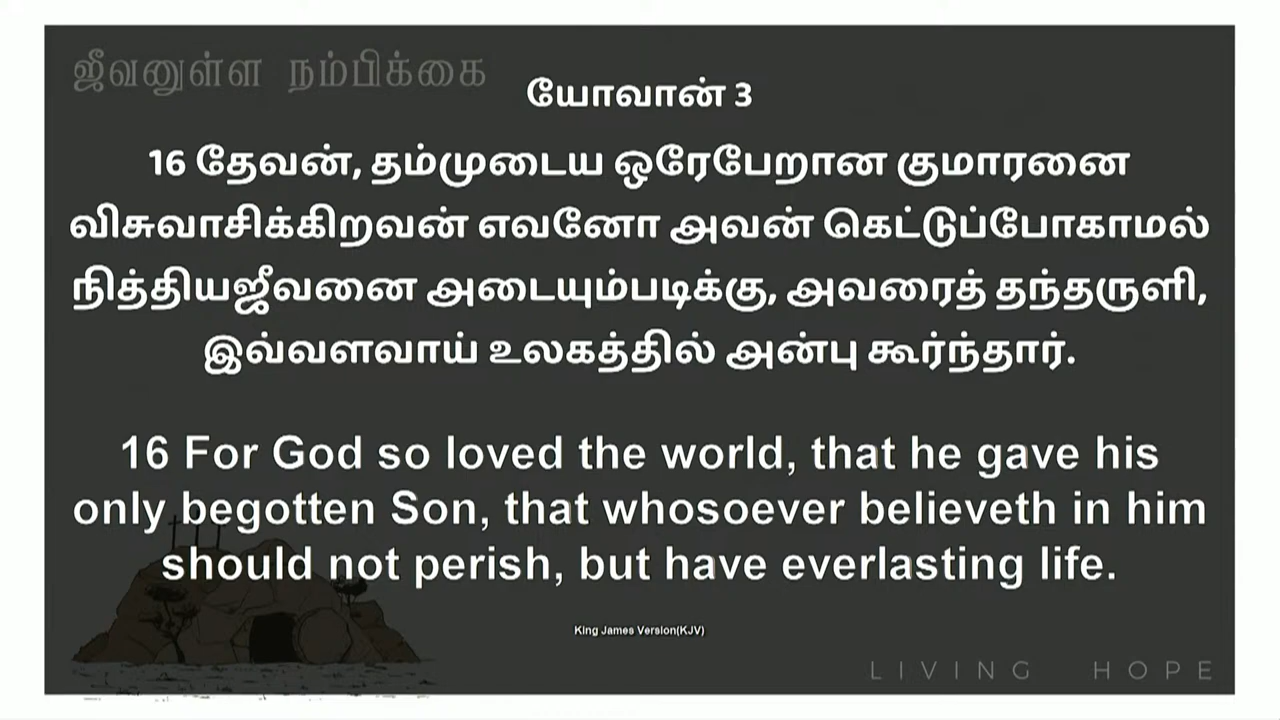 ஜீவனுள்ள நம்பிக்கை
யோவான் 3
16 தேவன், தம்முடைய ஒரேபேறான குமாரனை
விசுவாசிக்கிறவன் எவனோ அவன் கெட்டுப்போகாமல்
நித்தியஜீவனை அடையும்படிக்கு, அவரைத் தந்தருளி,
இவ்வளவாய் உலகத்தில் அன்பு கூர்ந்தார்.
16 For God so loved the world, that he gave his
only begotten Son, that whosoever believeth in him
should not perish, but have everlasting life.
King James Version(KJV)
LIVING HOPE